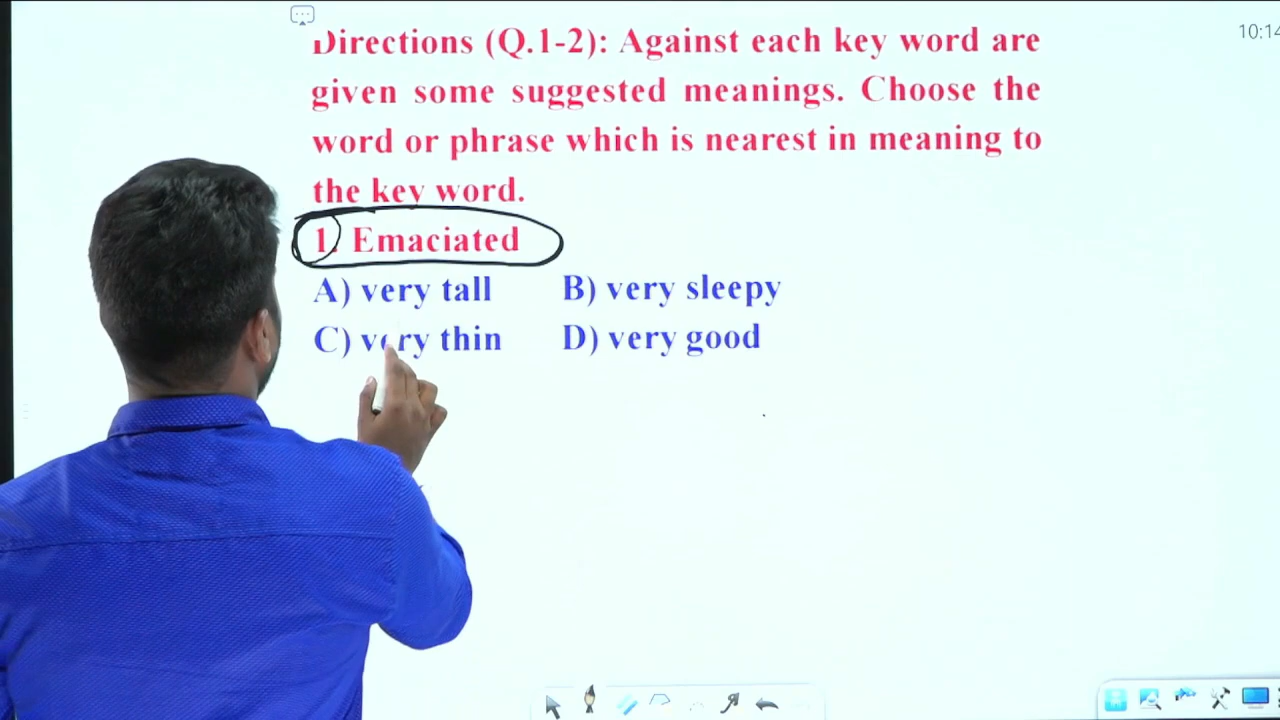 Directions (Q.1-2): Against each key word are
given some suggested meanings. Choose the
word or phrase which is nearest in meaning to
the key word.
1. Emaciated
A) very tall B) very sleepy
C) very thin D) very good
10:14